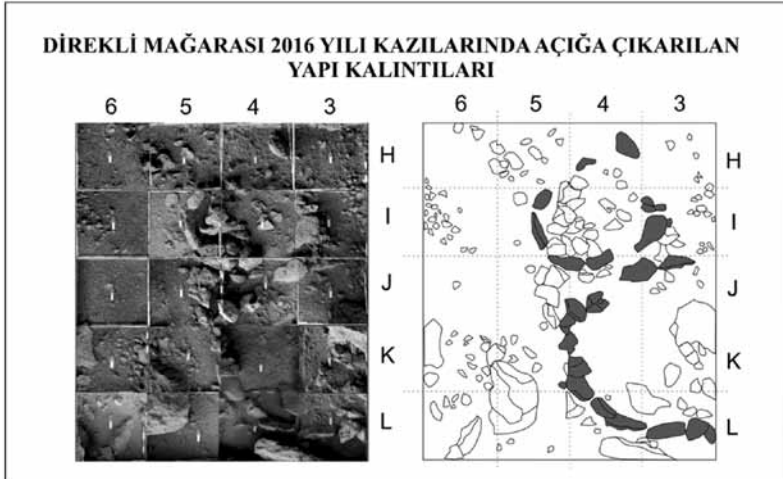 DİREKLİ MAĞARASI 2016 YILI KAZILARINDA AÇIĞA ÇIKARILAN
YAPI KALINTILARI
6 5 4 3
H
I
J
K
L
6 5 4 3
H
I
J
K
L